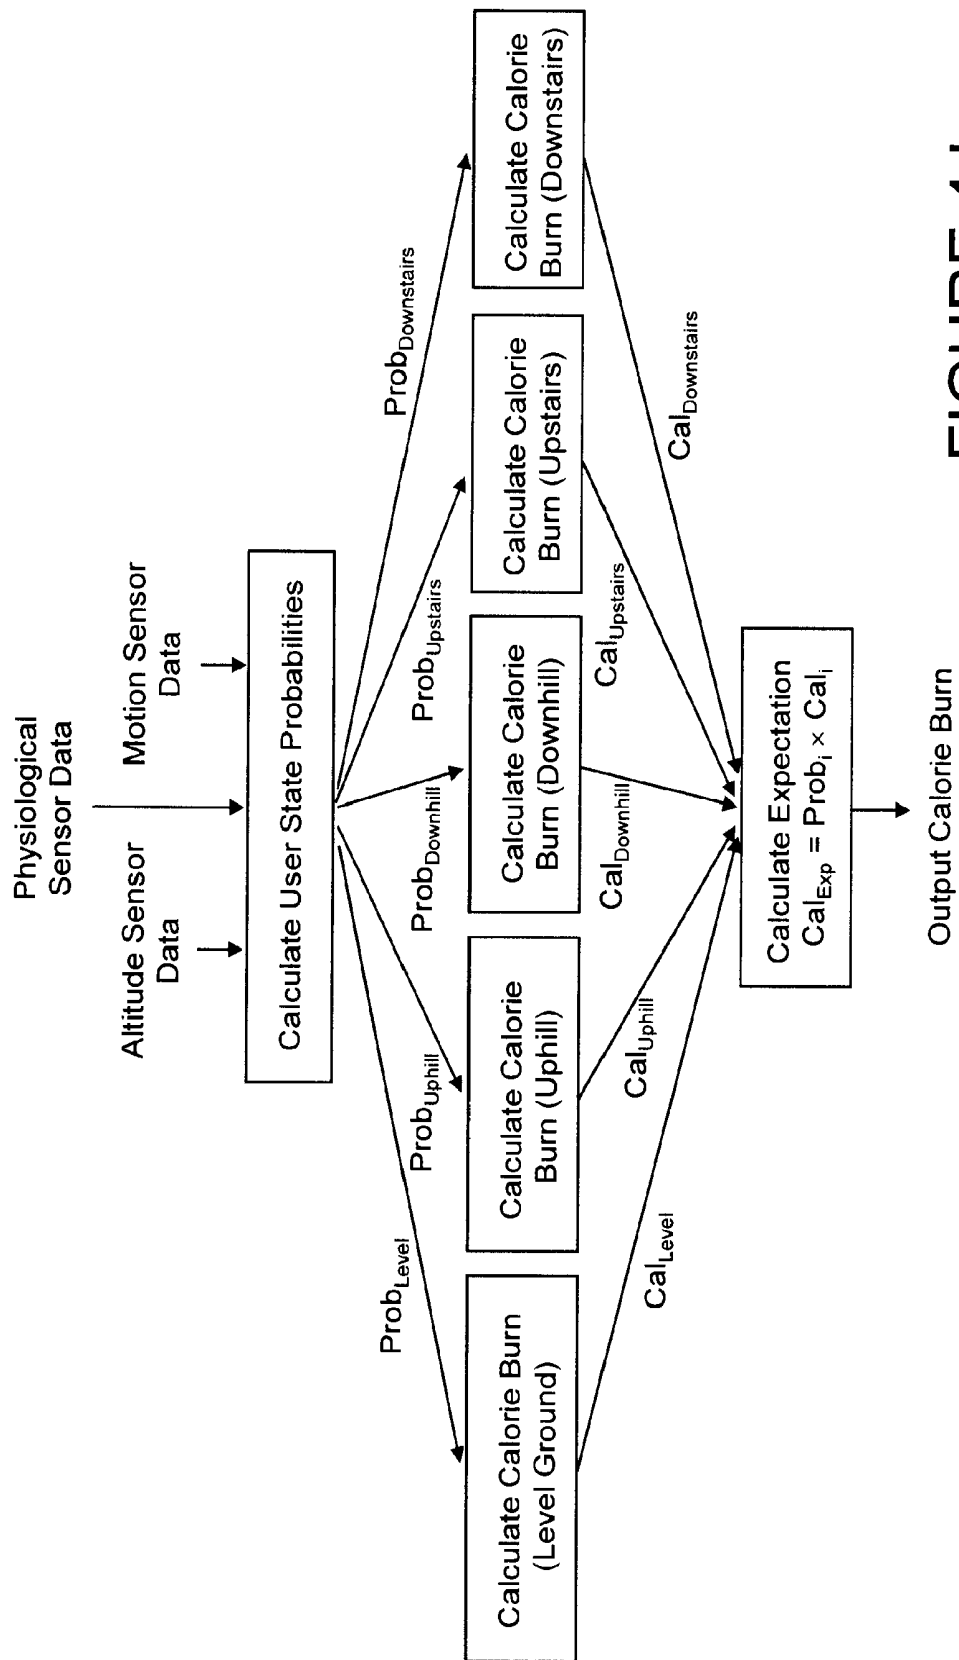 Physiological
Sensor Data
Altitude Sensor
Data
Motion Sensor
Data
Calculate User State Probabilities
Prob_Level
Prob_Uphill
Prob_Downhill
Prob_Upstairs
Prob_Downstairs
Calculate Calorie Burn
(Level Ground)
Calculate Calorie
Burn (Uphill)
Calculate Calorie
Burn (Downhill)
Calculate Calorie
Burn (Upstairs)
Calculate Calorie
Burn (Downstairs)
Cal_Level
Cal_Uphill
Cal_Downhill
Cal_Upstairs
Cal_Downstairs
Calculate Expectation
Cal_Exp = Prob_i × Cal_i
Output Calorie Burn